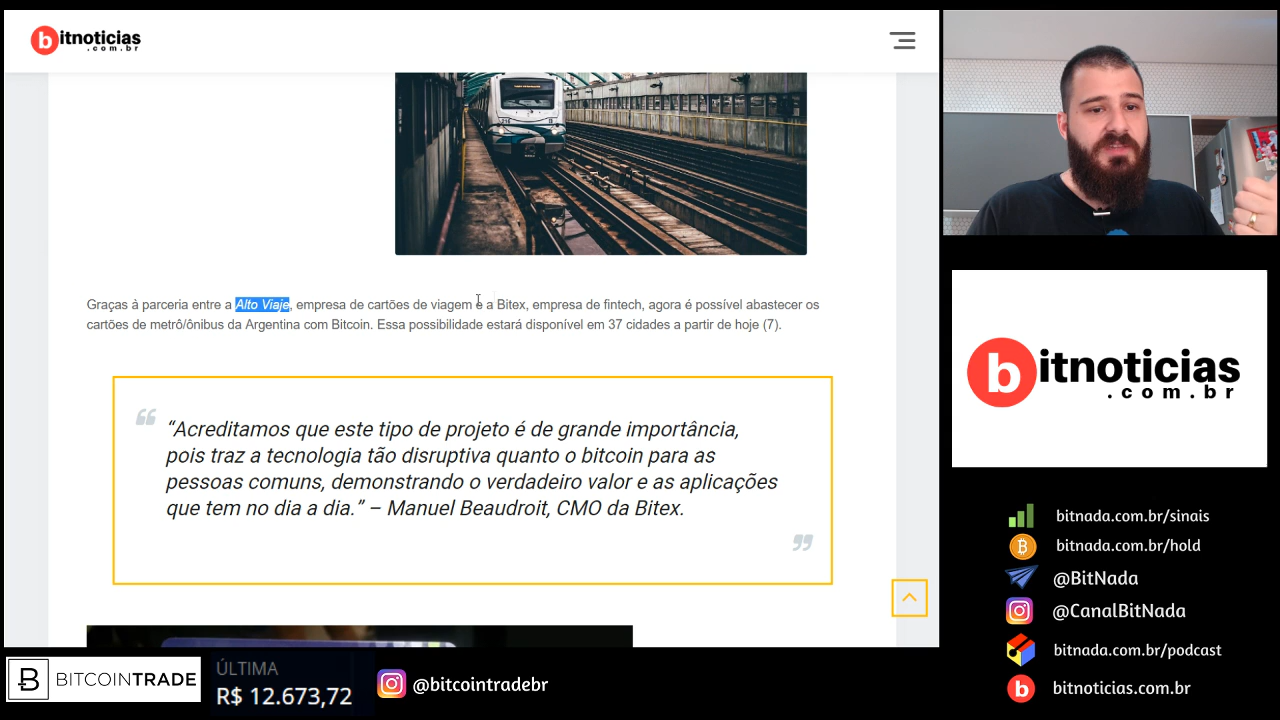 bitnoticias
.com.br
Graças à parceria entre a Alto Viaje, empresa de cartões de viagem e a Bitex, empresa de fintech, agora é possível abastecer os
cartões de metrô/ônibus da Argentina com Bitcoin. Essa possibilidade estará disponível em 37 cidades a partir de hoje (7).
“Acreditamos que este tipo de projeto é de grande importância,
pois traz a tecnologia tão disruptiva quanto o bitcoin para as
pessoas comuns, demonstrando o verdadeiro valor e as aplicações
que tem no dia a dia.” – Manuel Beaudroit, CMO da Bitex.
bitnoticias
.com.br
bitnada.com.br/sinais
bitnada.com.br/hold
@BitNada
@CanalBitNada
bitnada.com.br/podcast
bitnoticias.com.br
BITCOINTRADE
ÚLTIMA
R$ 12.673,72
@bitcointradebr